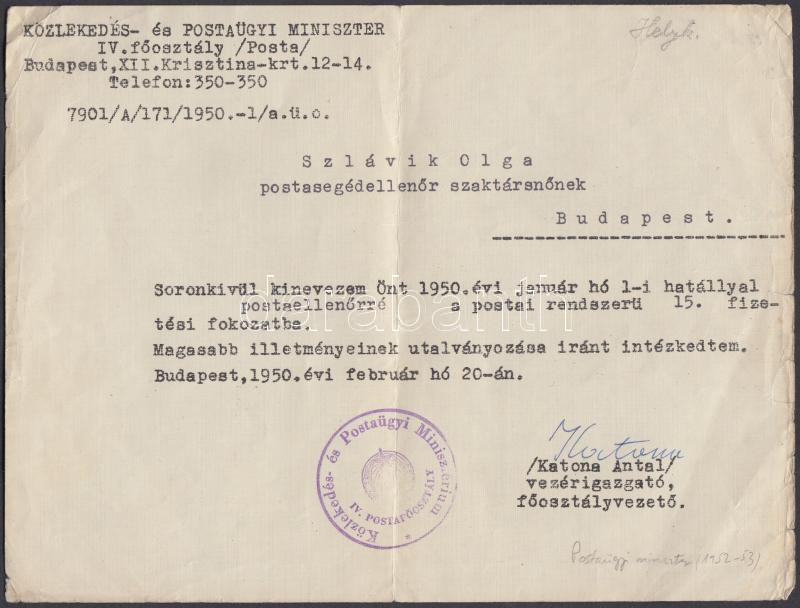 KÖZLEKEDÉS- és POSTAÜGYI MINISZTER
IV.főosztály /Posta/
Budapest,XII.Krisztina-krt.12-14.
Telefon:350-350
7901/A/171/1950.-1/a.ü.o.
Helyk.
Szlávik Olga
postasegédellenőr szaktársnőnek
Budapest.
Soronkivül kinevezem Önt 1950.évi január hó 1-i hatállyal
postaellenőrré a postai rendszerü 15. fize-
tési fokozatba.
Magasabb illetményeinek utalványozása iránt intézkedtem.
Budapest,1950.évi február hó 20-án.
darabanth
Közlekedés- és Postaügyi Minisztérium
IV. POSTAFŐOSZTÁLY
Katona
/Katona Antal/
vezérigazgató,
főosztályvezető.
Postaügyi miniszter (1952-53)